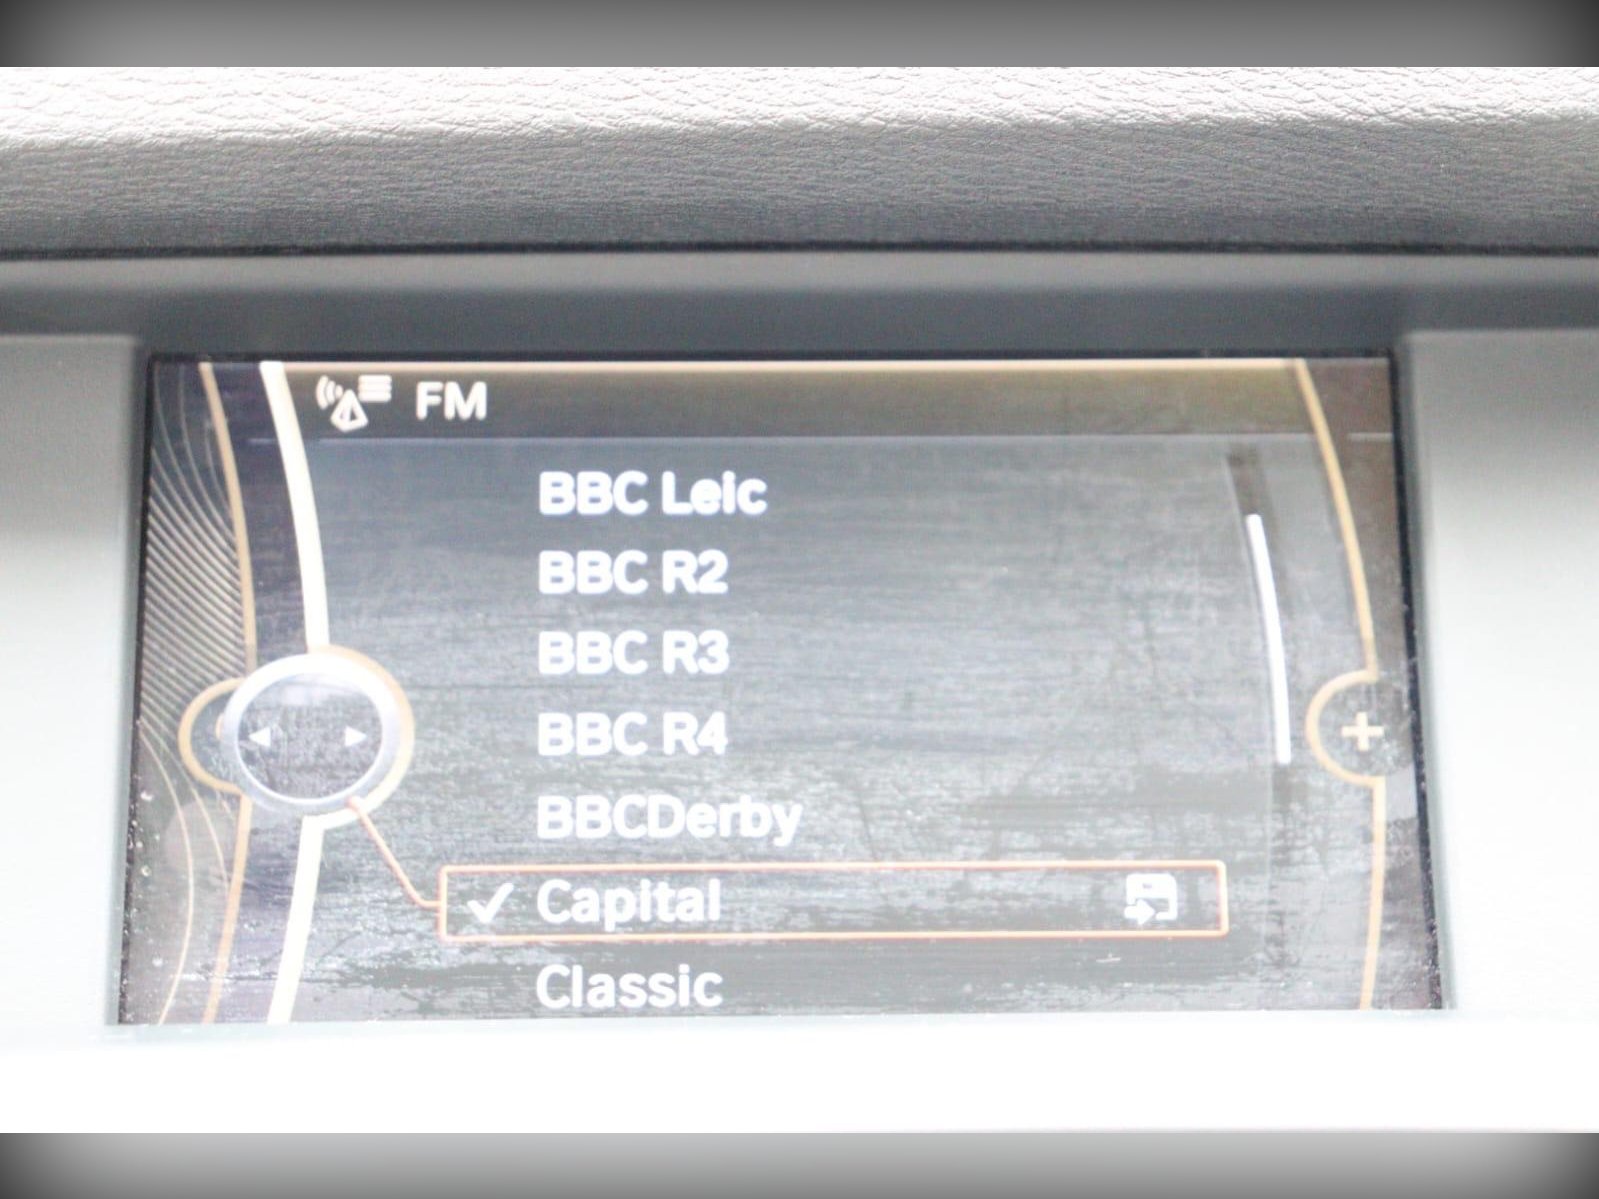 FM
BBC Leic
BBC R2
BBC R3
BBC R4
BBCDerby
Capital
Classic